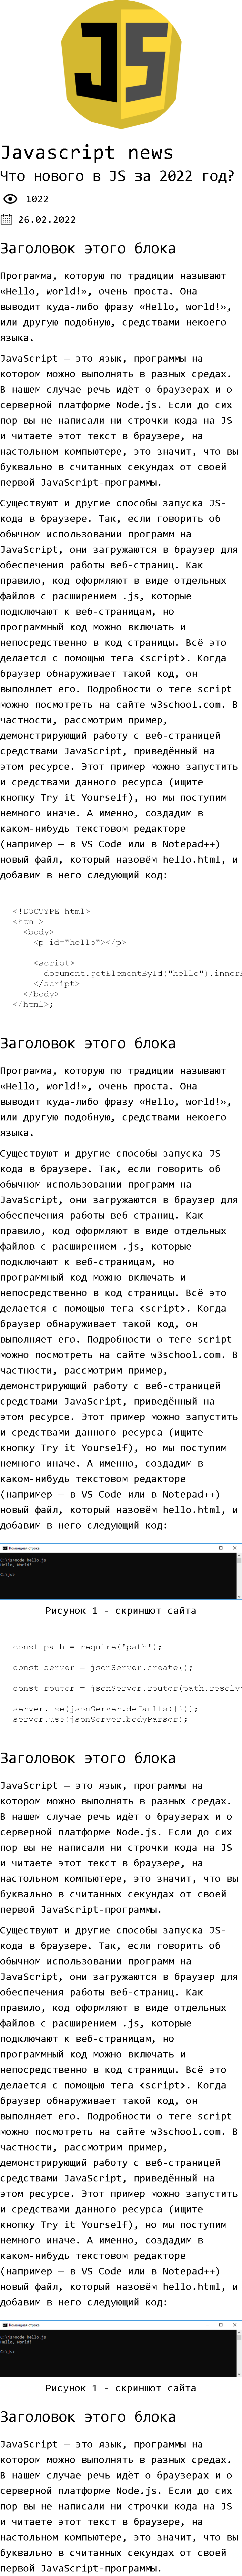 JS
Javascript news
Что нового в JS за 2022 год?
1022
26.02.2022
Заголовок этого блока
Программа, которую по традиции называют
«Hello, world!», очень проста. Она
выводит куда-либо фразу «Hello, world!»,
или другую подобную, средствами некоего
языка.
JavaScript — это язык, программы на
котором можно выполнять в разных средах.
В нашем случае речь идёт о браузерах и о
серверной платформе Node.js. Если до сих
пор вы не написали ни строчки кода на JS
и читаете этот текст в браузере, на
настольном компьютере, это значит, что вы
буквально в считанных секундах от своей
первой JavaScript-программы.
Существуют и другие способы запуска JS-
кода в браузере. Так, если говорить об
обычном использовании программ на
JavaScript, они загружаются в браузер для
обеспечения работы веб-страниц. Как
правило, код оформляют в виде отдельных
файлов с расширением .js, которые
подключают к веб-страницам, но
программный код можно включать и
непосредственно в код страницы. Всё это
делается с помощью тега <script>. Когда
браузер обнаруживает такой код, он
выполняет его. Подробности о теге script
можно посмотреть на сайте w3school.com. В
частности, рассмотрим пример,
демонстрирующий работу с веб-страницей
средствами JavaScript, приведённый на
этом ресурсе. Этот пример можно запустить
и средствами данного ресурса (ищите
кнопку Try it Yourself), но мы поступим
немного иначе. А именно, создадим в
каком-нибудь текстовом редакторе
(например — в VS Code или в Notepad++)
новый файл, который назовём hello.html, и
добавим в него следующий код:
<!DOCTYPE html>
<html>
<body>
<p id="hello"></p>
<script>
document.getElementById("hello").inner
</script>
</body>
</html>;
Заголовок этого блока
Программа, которую по традиции называют
«Hello, world!», очень проста. Она
выводит куда-либо фразу «Hello, world!»,
или другую подобную, средствами некоего
языка.
Существуют и другие способы запуска JS-
кода в браузере. Так, если говорить об
обычном использовании программ на
JavaScript, они загружаются в браузер для
обеспечения работы веб-страниц. Как
правило, код оформляют в виде отдельных
файлов с расширением .js, которые
подключают к веб-страницам, но
программный код можно включать и
непосредственно в код страницы. Всё это
делается с помощью тега <script>. Когда
браузер обнаруживает такой код, он
выполняет его. Подробности о теге script
можно посмотреть на сайте w3school.com. В
частности, рассмотрим пример,
демонстрирующий работу с веб-страницей
средствами JavaScript, приведённый на
этом ресурсе. Этот пример можно запустить
и средствами данного ресурса (ищите
кнопку Try it Yourself), но мы поступим
немного иначе. А именно, создадим в
каком-нибудь текстовом редакторе
(например — в VS Code или в Notepad++)
новый файл, который назовём hello.html, и
добавим в него следующий код:
Командная строка
C:\js>node hello.js
Hello, World!
C:\js>
Рисунок 1 - скриншот сайта
const path = require('path');
const server = jsonServer.create();
const router = jsonServer.router(path.resolv
server.use(jsonServer.defaults({}));
server.use(jsonServer.bodyParser);
Заголовок этого блока
JavaScript — это язык, программы на
котором можно выполнять в разных средах.
В нашем случае речь идёт о браузерах и о
серверной платформе Node.js. Если до сих
пор вы не написали ни строчки кода на JS
и читаете этот текст в браузере, на
настольном компьютере, это значит, что вы
буквально в считанных секундах от своей
первой JavaScript-программы.
Существуют и другие способы запуска JS-
кода в браузере. Так, если говорить об
обычном использовании программ на
JavaScript, они загружаются в браузер для
обеспечения работы веб-страниц. Как
правило, код оформляют в виде отдельных
файлов с расширением .js, которые
подключают к веб-страницам, но
программный код можно включать и
непосредственно в код страницы. Всё это
делается с помощью тега <script>. Когда
браузер обнаруживает такой код, он
выполняет его. Подробности о теге script
можно посмотреть на сайте w3school.com. В
частности, рассмотрим пример,
демонстрирующий работу с веб-страницей
средствами JavaScript, приведённый на
этом ресурсе. Этот пример можно запустить
и средствами данного ресурса (ищите
кнопку Try it Yourself), но мы поступим
немного иначе. А именно, создадим в
каком-нибудь текстовом редакторе
(например — в VS Code или в Notepad++)
новый файл, который назовём hello.html, и
добавим в него следующий код:
Командная строка
C:\js>node hello.js
Hello, World!
C:\js>
Рисунок 1 - скриншот сайта
Заголовок этого блока
JavaScript — это язык, программы на
котором можно выполнять в разных средах.
В нашем случае речь идёт о браузерах и о
серверной платформе Node.js. Если до сих
пор вы не написали ни строчки кода на JS
и читаете этот текст в браузере, на
настольном компьютере, это значит, что вы
буквально в считанных секундах от своей
первой JavaScript-программы.